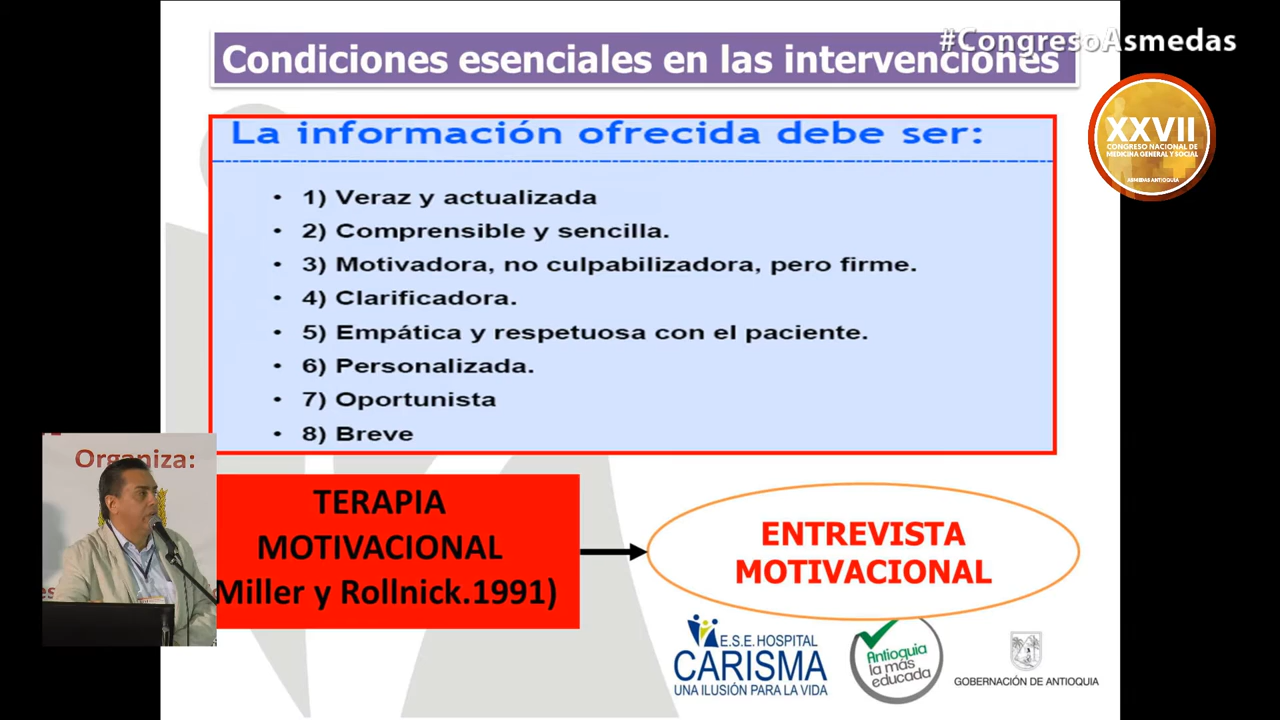 #CongresoAsmedas
Condiciones esenciales en las intervenciones
XXVII
CONGRESO NACIONAL DE
MEDICINA GENERAL Y SOCIAL
ASMEDAS ANTIOQUIA
La información ofrecida debe ser:
• 1) Veraz y actualizada
• 2) Comprensible y sencilla.
• 3) Motivadora, no culpabilizadora, pero firme.
• 4) Clarificadora.
• 5) Empática y respetuosa con el paciente.
• 6) Personalizada.
• 7) Oportunista
• 8) Breve
Organiza:
TERAPIA
MOTIVACIONAL
Miller y Rollnick.1991)
ENTREVISTA
MOTIVACIONAL
E.S.E. HOSPITAL
CARISMA
UNA ILUSIÓN PARA LA VIDA
Antioquia
la más
educada
GOBERNACIÓN DE ANTIOQUIA